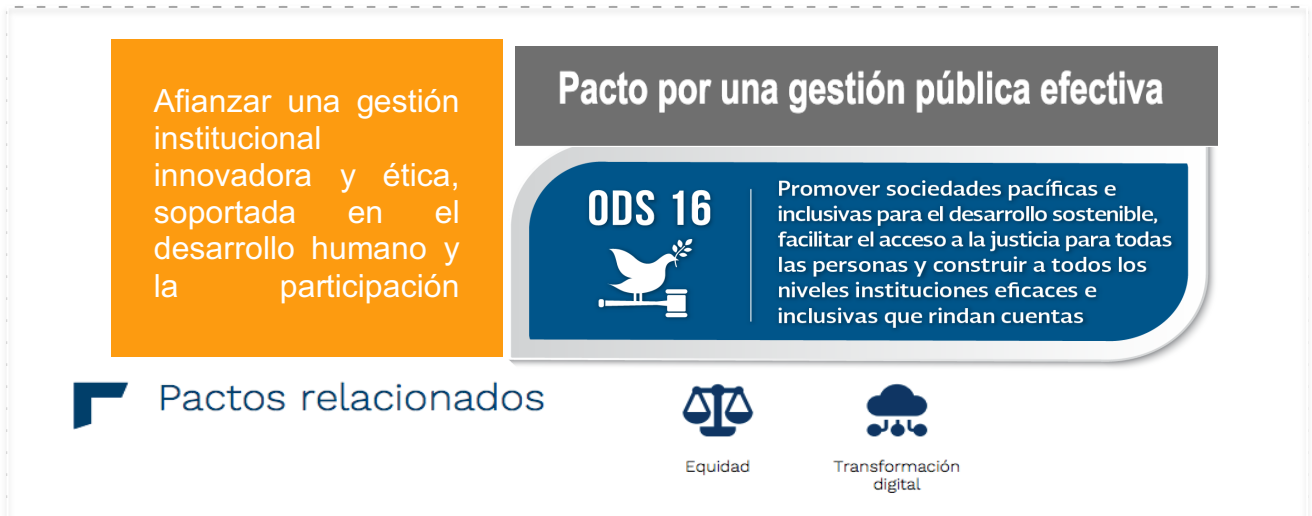 Afianzar una gestión
institucional
innovadora y ética,
soportada en el
desarrollo humano y
la participación
Pacto por una gestión pública efectiva
ODS 16
Promover sociedades pacíficas e
inclusivas para el desarrollo sostenible,
facilitar el acceso a la justicia para todas
las personas y construir a todos los
niveles instituciones eficaces e
inclusivas que rindan cuentas
Pactos relacionados
Equidad
Transformación
digital